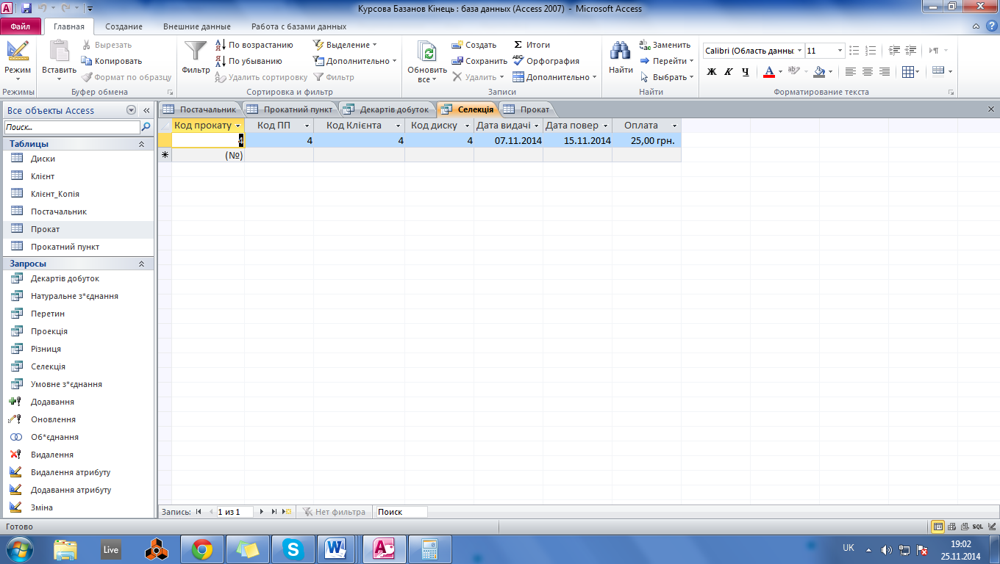 Курсова Базанов Кінець : база данных (Access 2007) - Microsoft Access
Файл Главная Создание Внешние данные Работа с базами данных
Режим
Режимы
Вставить
Вырезать
Копировать
Формат по образцу
Буфер обмена
Фильтр
По возрастанию
По убыванию
Удалить сортировку
Выделение
Дополнительно
Фильтр
Сортировка и фильтр
Обновить
все
Создать
Сохранить
Удалить
Итоги
Орфография
Дополнительно
Записи
Найти
Заменить
Перейти
Выбрать
Найти
Calibri (Область данны: 11
Ж К Ч А
Форматирование текста
Все объекты Access
Поиск..
Таблицы
Диски
Клієнт
Клієнт_Копія
Постачальник
Прокат
Прокатний пункт
Запросы
Декартів добуток
Натуральне з*єднання
Перетин
Проекція
Різниця
Селекція
Умовне з*єднання
Додавання
Оновлення
Об*єднання
Видалення
Видалення атрибуту
Додавання атрибуту
Зміна
Постачальник Прокатний пункт Декартів добуток Селекція Прокат
Код прокату Код ПП Код Клієнта Код диску Дата видачі Дата повер Оплата
4 4 4 4 07.11.2014 15.11.2014 25,00 грн.
(№)
Запись: 1 из 1 Нет фильтра Поиск
Готово
SQL
Live
UK
19:02
25.11.2014